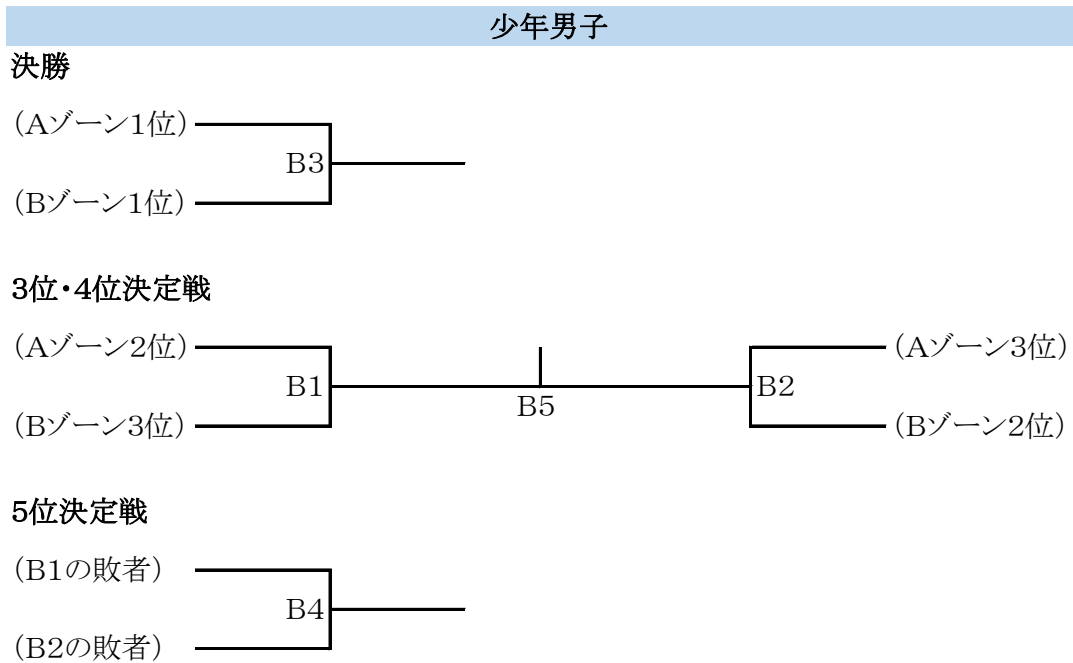 少年男子
決勝
(Aゾーン1位)
B3
(Bゾーン1位)
3位・4位決定戦
(Aゾーン2位) (Aゾーン3位)
B1 B5 B2
(Bゾーン3位) (Bゾーン2位)
5位決定戦
(B1の敗者)
B4
(B2の敗者)